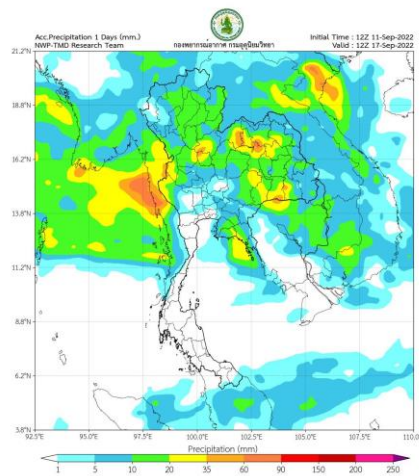 Acc.Precipitation 1 Days (mm.)
NWP-TMD Research Team
กองพยากรณ์อากาศ กรมอุตุนิยมวิทยา
Initial Time : 12Z 11-Sep-2022
Valid : 12Z 17-Sep-2022
21.2°N
18.8°N
16.2°N
13.8°N
11.2°N
8.8°N
6.2°N
3.8°N
92.5°E 95.0°E 97.5°E 100.0°E 102.5°E 105.0°E 107.5°E 110.0°E
Precipitation (mm)
1 5 10 20 35 60 90 150 200 250